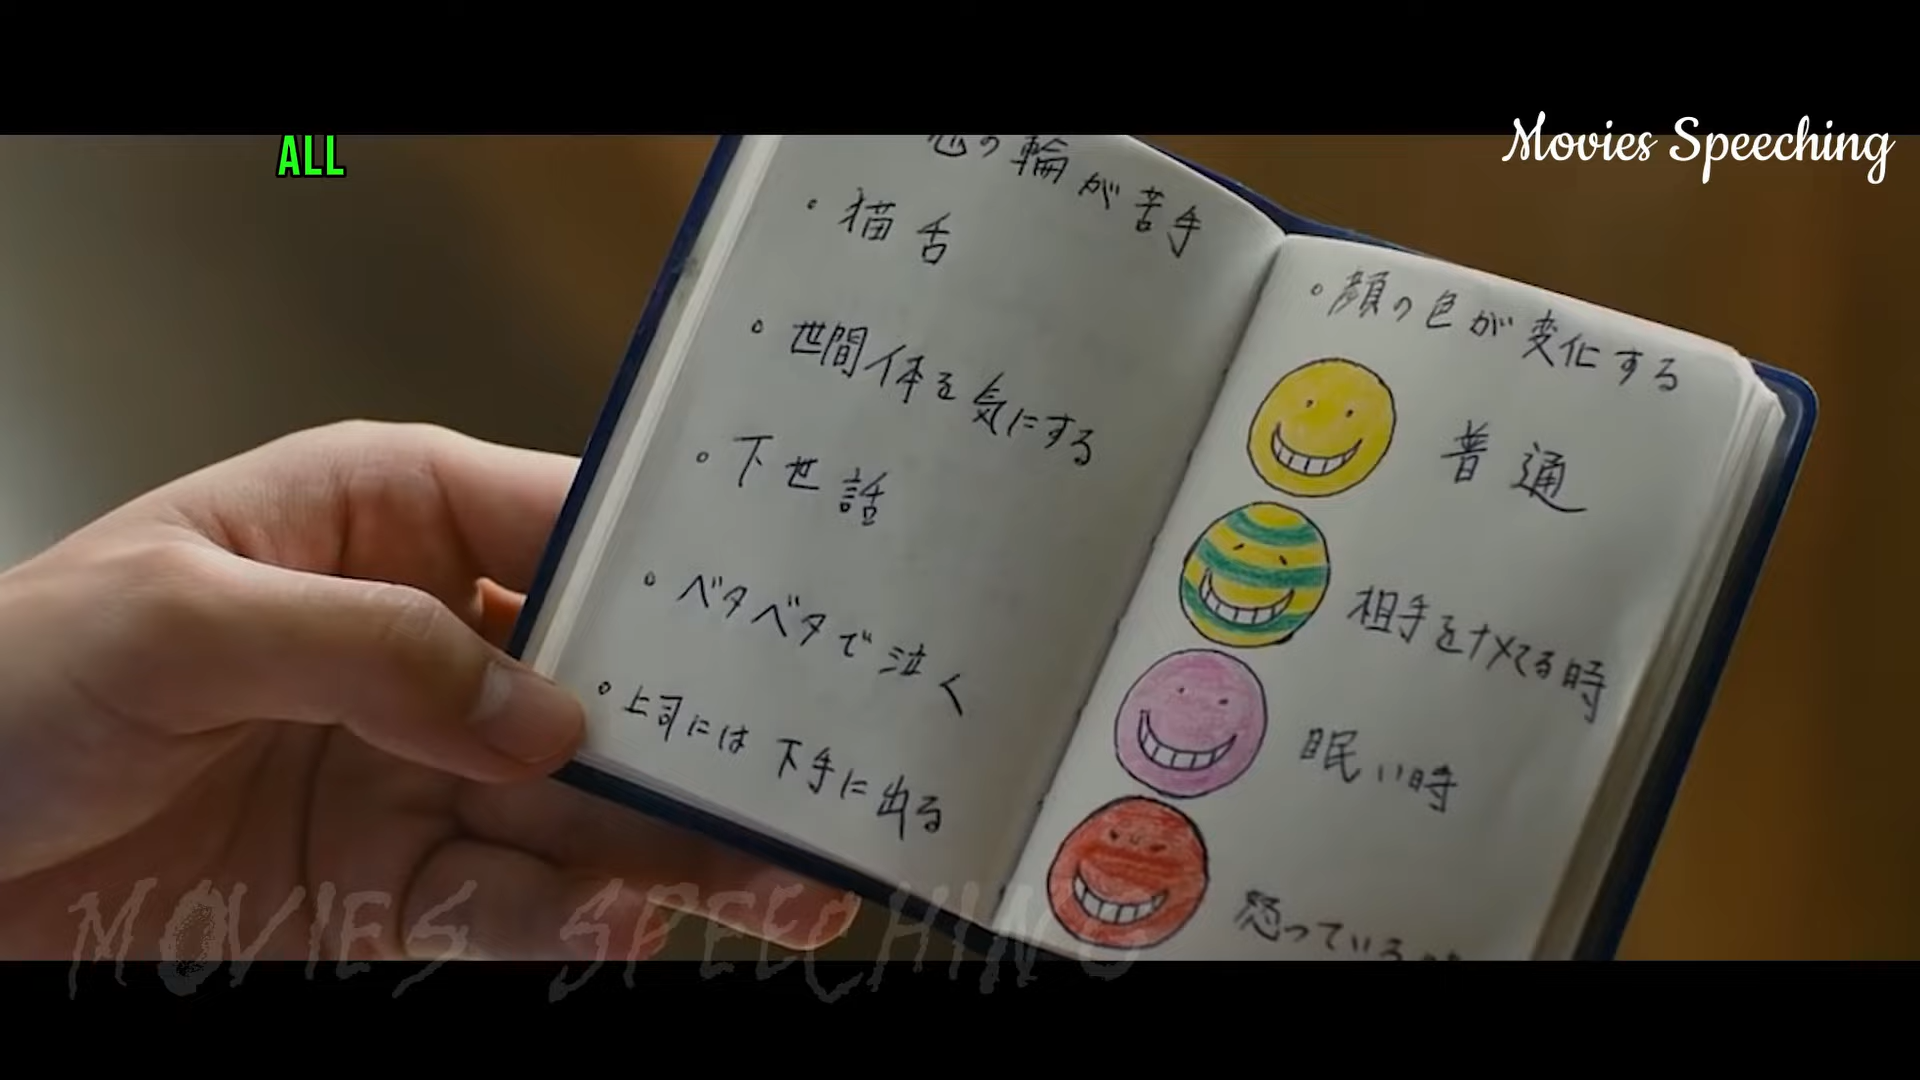 ALL
Movies Speeching
の輪が苦手
。猫舌
。世間体を気にする
。下世話
。ベタベタで泣く
。上司には下手に出る
。顔の色が変化する
普通
相手をナメてる時
眠い時
怒っている
MOVIES SPEECHING